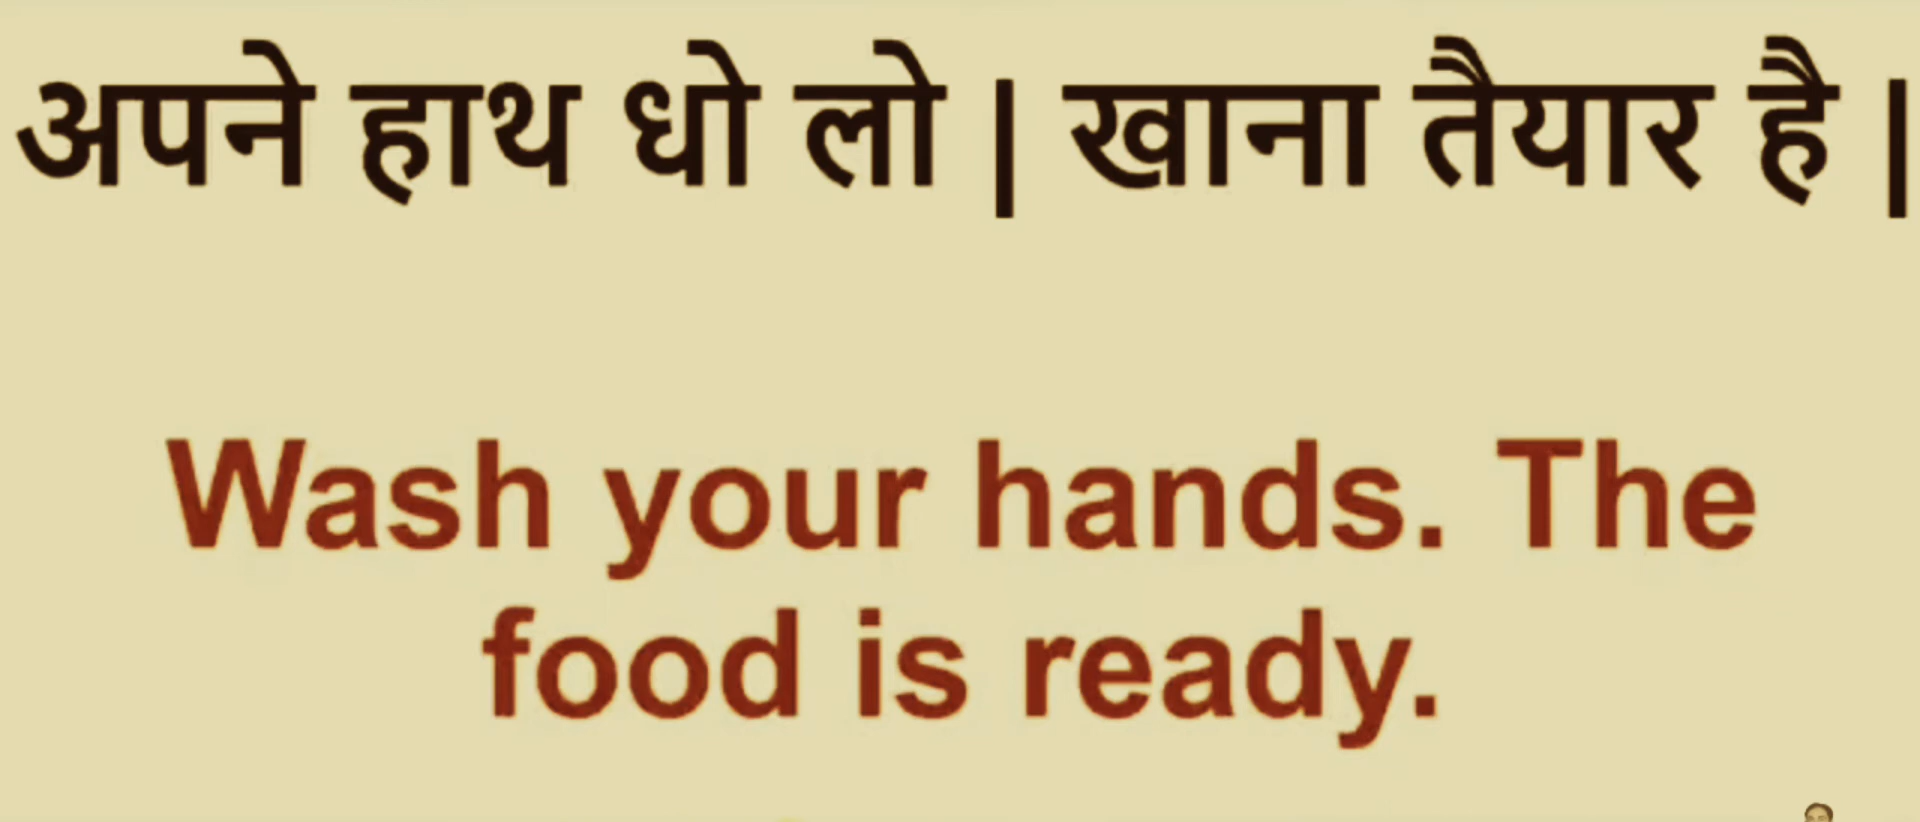 अपने हाथ धो लो | खाना तैयार है |
Wash your hands. The
food is ready.